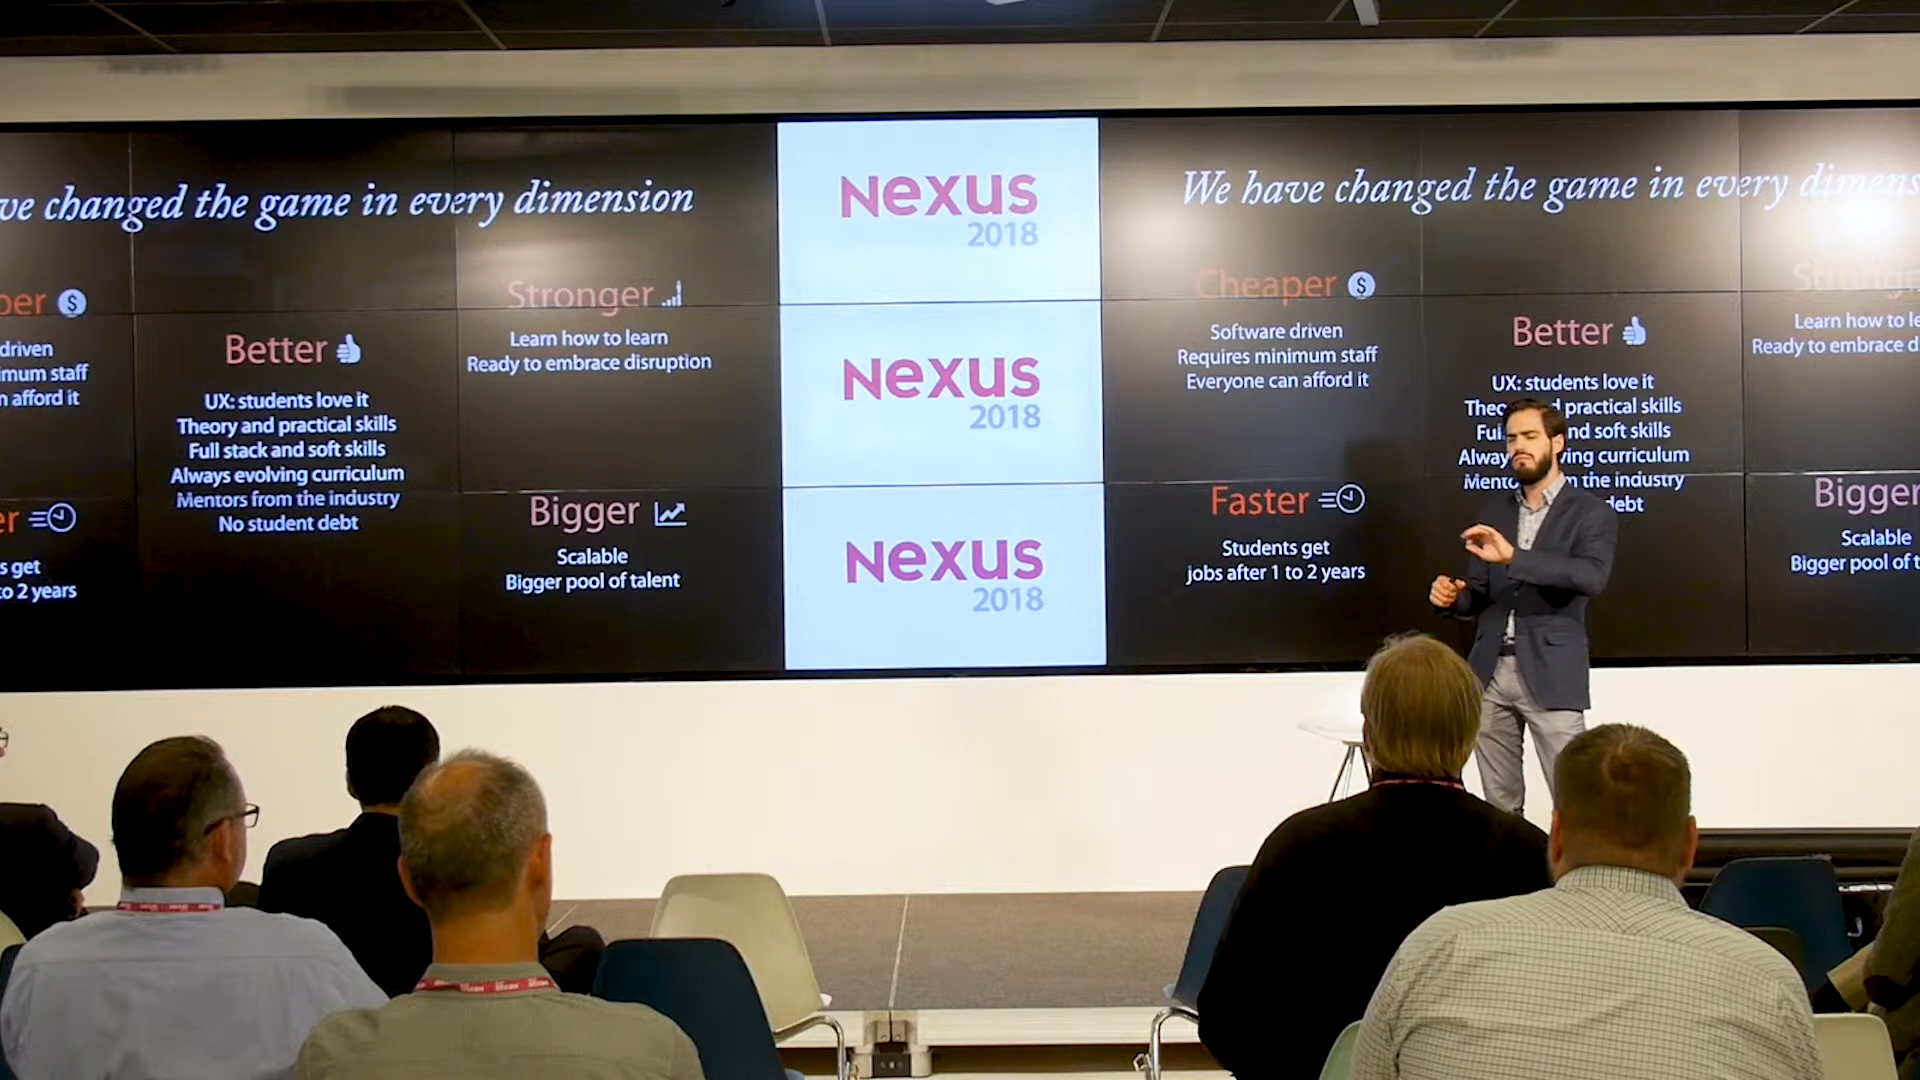 ve changed the game in every dimension
per $
driven
imum staff
n afford it
Better
UX: students love it
Theory and practical skills
Full stack and soft skills
Always evolving curriculum
Mentors from the industry
No student debt
Stronger
Learn how to learn
Ready to embrace disruption
er
s get
to 2 years
Bigger
Scalable
Bigger pool of talent
Nexus
2018
Nexus
2018
Nexus
2018
We have changed the game in every dimens
Cheaper $
Software driven
Requires minimum staff
Everyone can afford it
Better
UX: students love it
Theo d practical skills
Ful nd soft skills
Alway ving curriculum
Mento n the industry
debt
Stronge
Learn how to le
Ready to embrace d
Faster
Students get
jobs after 1 to 2 years
Bigger
Scalable
Bigger pool of t